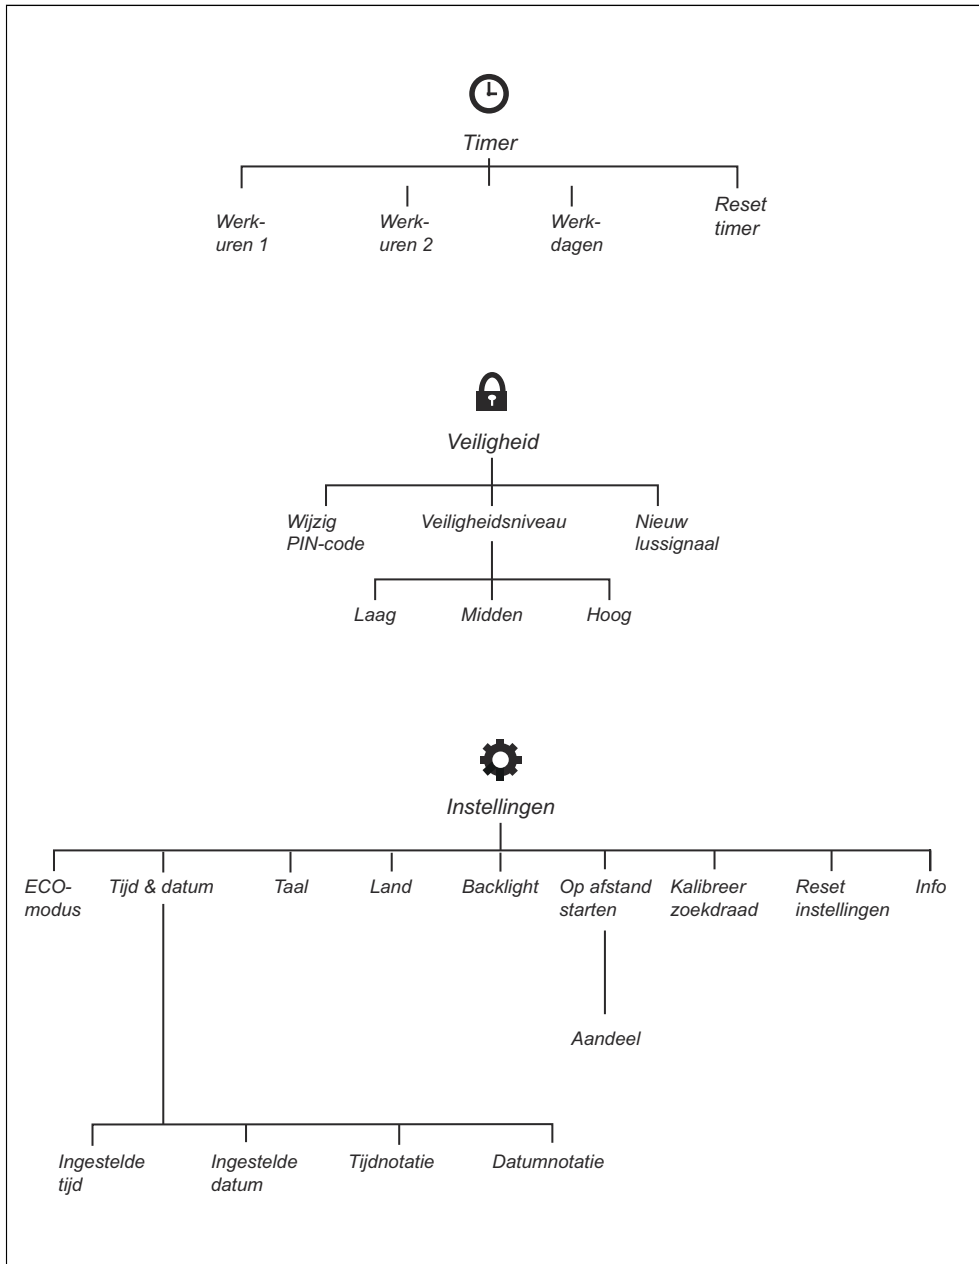 Timer
Werk-
uren 1
Werk-
uren 2
Werk-
dagen
Reset
timer
Veiligheid
Wijzig
PIN-code
Veiligheidsniveau
Nieuw
lussignaal
Laag
Midden
Hoog
Instellingen
ECO-
modus
Tijd & datum
Taal
Land
Backlight
Op afstand
starten
Kalibreer
zoekdraad
Reset
instellingen
Info
Aandeel
Ingestelde
tijd
Ingestelde
datum
Tijdnotatie
Datumnotatie